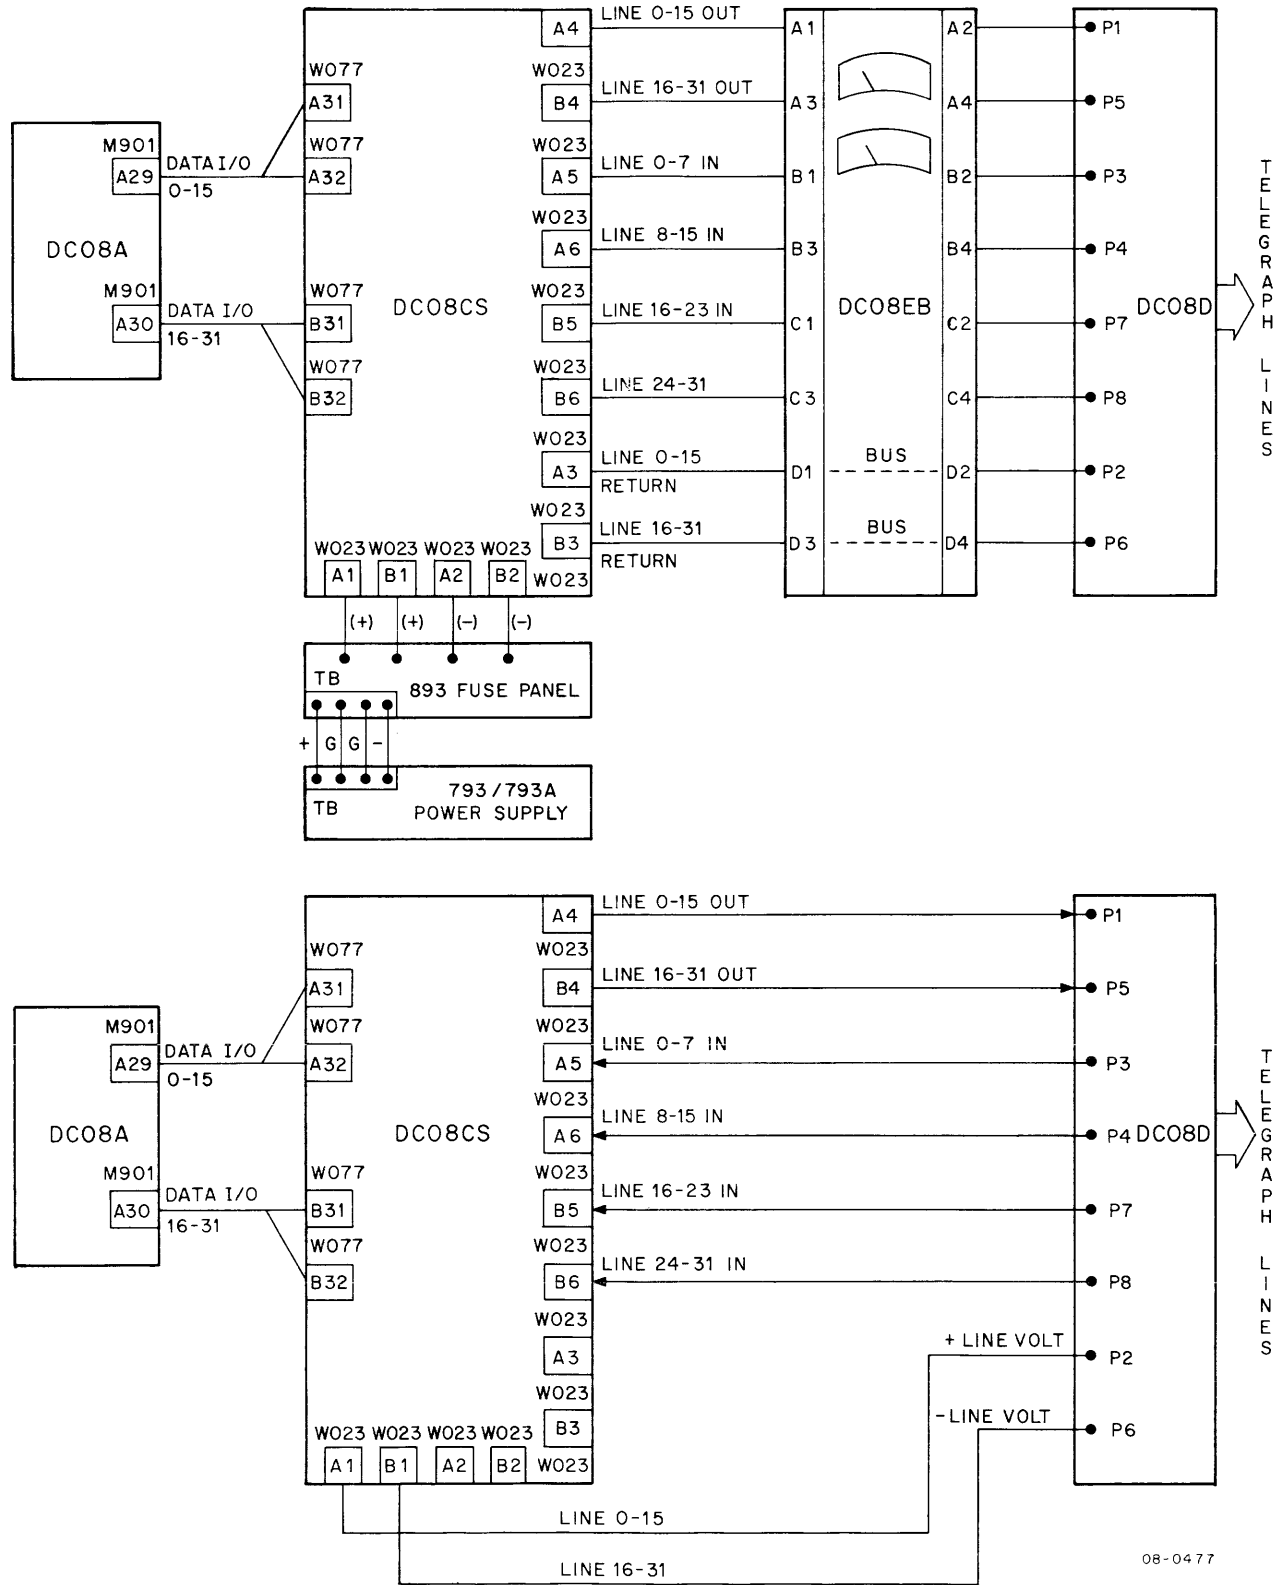 A4 LINE 0-15 OUT A1 A2 P1
W077 W023
A31 B4 LINE 16-31 OUT A3 A4 P5
M901 W077 W023
A29 DATA I/O A32 A5 LINE 0-7 IN B1 B2 P3
0-15
W023
DC08A A6 LINE 8-15 IN B3 B4 P4
M901 W077 W023
DC08CS DC08EB DC08D
A30 DATA I/O B31 B5 LINE 16-23 IN C1 C2 P7
16-31
W077 W023
B32 B6 LINE 24-31 C3 C4 P8
W023
A3 LINE 0-15 D1 BUS D2 P2
RETURN
W023
B3 LINE 16-31 D3 BUS D4 P6
RETURN
W023 W023 W023 W023
A1 B1 A2 B2 W023
(+) (+) (-) (-)
TB 893 FUSE PANEL
+ G G -
TB 793/793A
POWER SUPPLY
TELEGRAPH LINES
A4 LINE 0-15 OUT P1
W077 W023
A31 B4 LINE 16-31 OUT P5
M901 W077 W023
A29 DATA I/O A32 A5 LINE 0-7 IN P3
0-15
W023
DC08A DC08CS A6 LINE 8-15 IN P4 DC08D
M901 W077 W023
A30 DATA I/O B31 B5 LINE 16-23 IN P7
16-31
W077 W023
B32 B6 LINE 24-31 IN P8
W023
A3 + LINE VOLT P2
W023
B3 - LINE VOLT P6
W023 W023 W023 W023
A1 B1 A2 B2 W023
LINE 0-15
LINE 16-31
TELEGRAPH LINES
08-0477